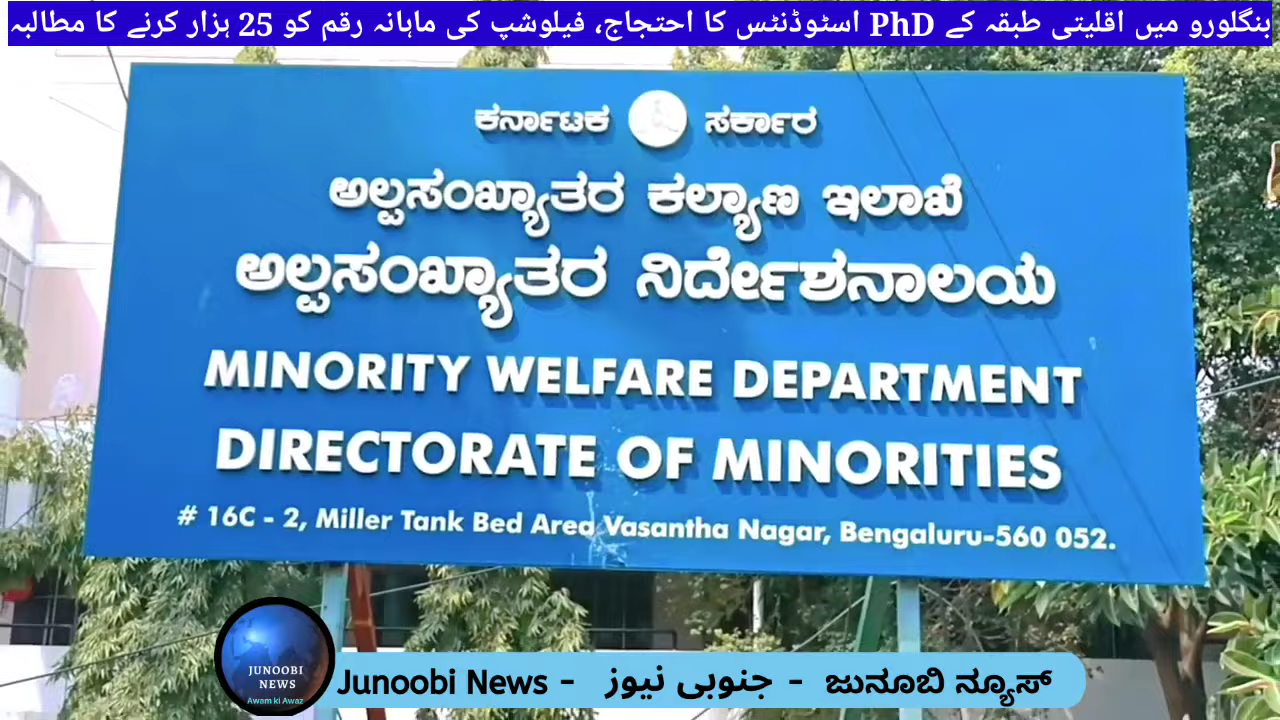 بنگلورو میں اقلیتی طبقہ کے PhD اسٹوڈنٹس کا احتجاج، فیلوشپ کی ماہانہ رقم کو 25 ہزار کرنے کا مطالبہ
ಕರ್ನಾಟಕ ಸರ್ಕಾರ
ಅಲ್ಪಸಂಖ್ಯಾತರ ಕಲ್ಯಾಣ ಇಲಾಖೆ
ಅಲ್ಪಸಂಖ್ಯಾತರ ನಿರ್ದೇಶನಾಲಯ
MINORITY WELFARE DEPARTMENT
DIRECTORATE OF MINORITIES
# 16C - 2, Miller Tank Bed Area Vasantha Nagar, Bengaluru-560 052.
JUNOOBI
NEWS
Awam ki Awaz
Junoobi News - جنوبی نیوز - ಜುನೂಬಿ ನ್ಯೂಸ್